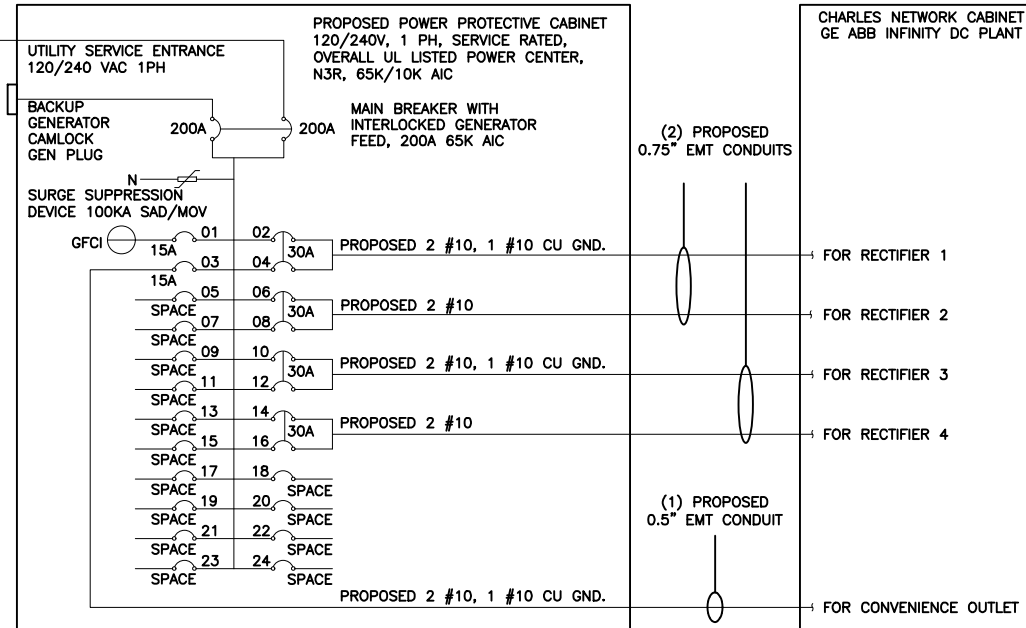 PROPOSED POWER PROTECTIVE CABINET
120/240V, 1 PH, SERVICE RATED,
OVERALL UL LISTED POWER CENTER,
N3R, 65K/10K AIC
CHARLES NETWORK CABINET
GE ABB INFINITY DC PLANT
UTILITY SERVICE ENTRANCE
120/240 VAC 1PH
BACKUP
GENERATOR
CAMLOCK
GEN PLUG
200A
200A
MAIN BREAKER WITH
INTERLOCKED GENERATOR
FEED, 200A 65K AIC
(2) PROPOSED
0.75" EMT CONDUITS
N
SURGE SUPPRESSION
DEVICE 100KA SAD/MOV
GFCI
15A
01
02
30A
PROPOSED 2 #10, 1 #10 CU GND.
FOR RECTIFIER 1
15A
03
04
SPACE
05
06
30A
PROPOSED 2 #10
FOR RECTIFIER 2
SPACE
07
08
SPACE
09
10
30A
PROPOSED 2 #10, 1 #10 CU GND.
FOR RECTIFIER 3
SPACE
11
12
SPACE
13
14
30A
PROPOSED 2 #10
FOR RECTIFIER 4
SPACE
15
16
SPACE
17
18
SPACE
SPACE
19
20
SPACE
SPACE
21
22
SPACE
SPACE
23
24
SPACE
(1) PROPOSED
0.5" EMT CONDUIT
PROPOSED 2 #10, 1 #10 CU GND.
FOR CONVENIENCE OUTLET